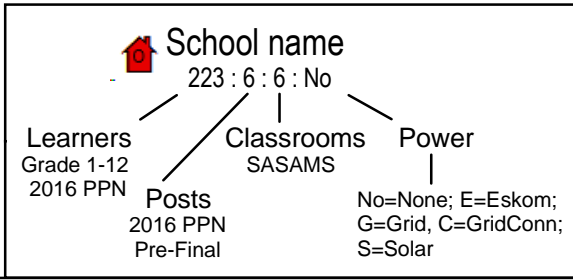 O
School name
223 : 6 : 6 : No
Learners
Grade 1-12
2016 PPN
Posts
2016 PPN
Pre-Final
Classrooms
SASAMS
Power
No=None; E=Eskom;
G=Grid, C=GridConn;
S=Solar